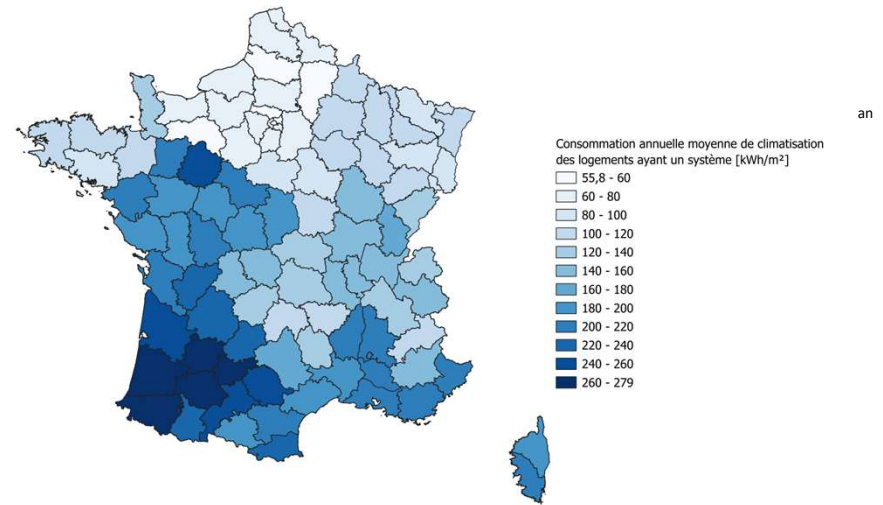 an
Consommation annuelle moyenne de climatisation
des logements ayant un système [kWh/m²]
55,8 - 60
60 - 80
80 - 100
100 - 120
120 - 140
140 - 160
160 - 180
180 - 200
200 - 220
220 - 240
240 - 260
260 - 279